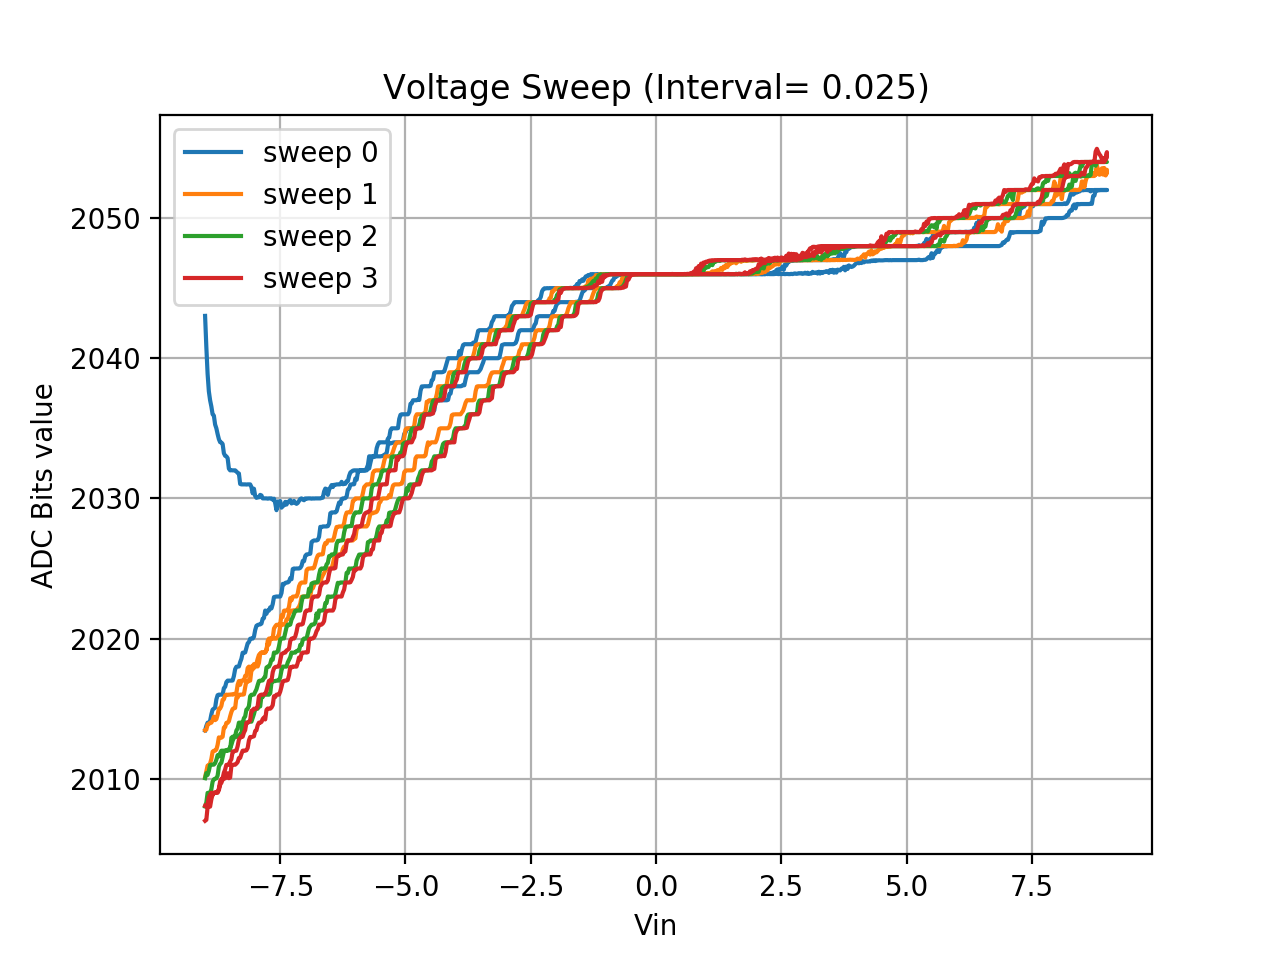 Voltage Sweep (Interval= 0.025)
sweep 0
sweep 1
sweep 2
sweep 3
2050
2040
2030
2020
2010
ADC Bits value
−7.5
−5.0
−2.5
0.0
2.5
5.0
7.5
Vin